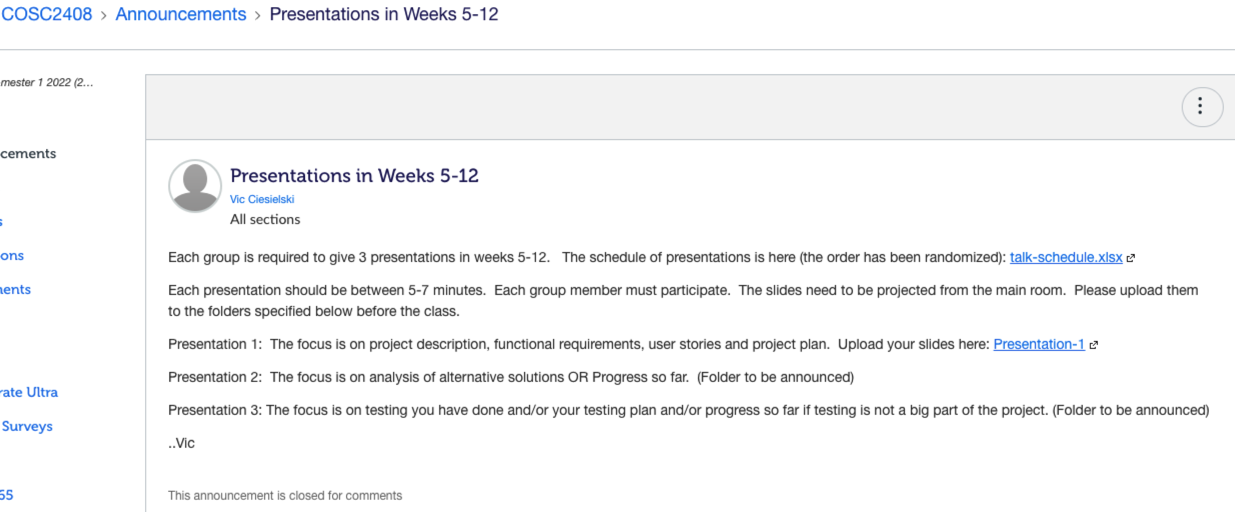 COSC2408 > Announcements > Presentations in Weeks 5-12
mester 1 2022 (2...
cements
s
ons
ents
rate Ultra
Surveys
65
Presentations in Weeks 5-12
Vic Ciesielski
All sections
Each group is required to give 3 presentations in weeks 5-12. The schedule of presentations is here (the order has been randomized): talk-schedule.xlsx
Each presentation should be between 5-7 minutes. Each group member must participate. The slides need to be projected from the main room. Please upload them
to the folders specified below before the class.
Presentation 1: The focus is on project description, functional requirements, user stories and project plan. Upload your slides here: Presentation-1
Presentation 2: The focus is on analysis of alternative solutions OR Progress so far. (Folder to be announced)
Presentation 3: The focus is on testing you have done and/or your testing plan and/or progress so far if testing is not a big part of the project. (Folder to be announced)
..Vic
This announcement is closed for comments